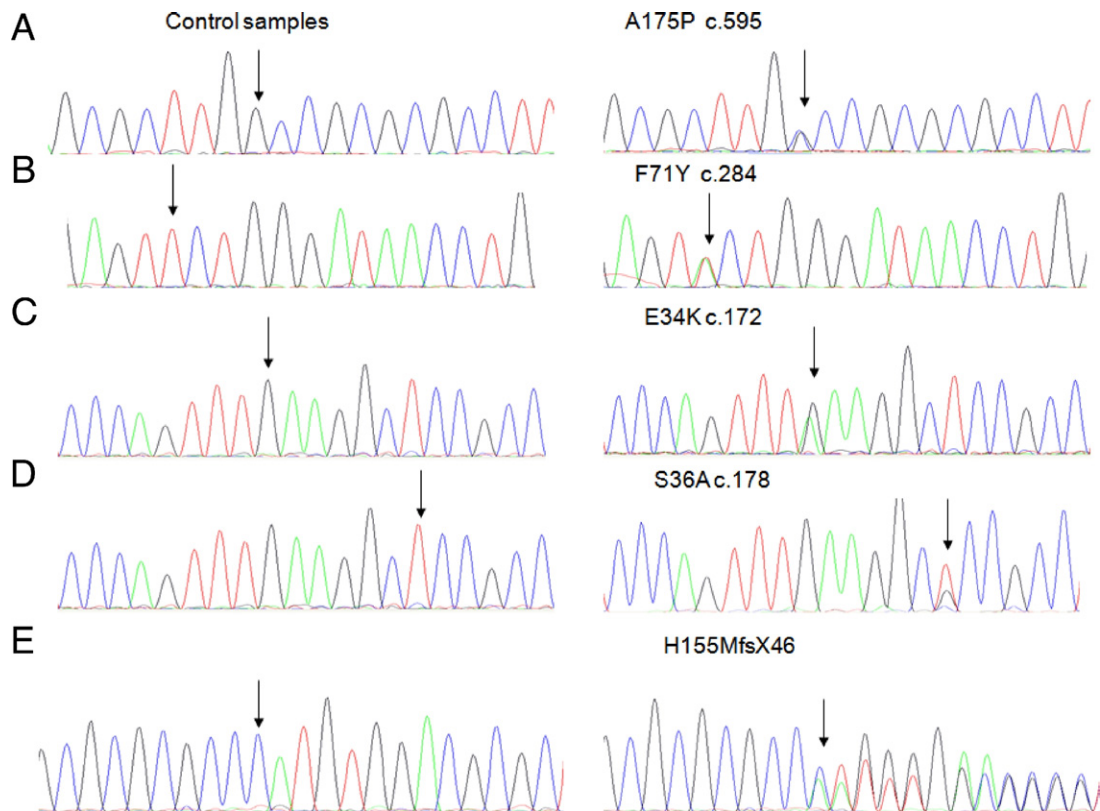 A
Control samples
A175P c.595
B
F71Y c.284
C
E34K c.172
D
S36A c.178
E
H155MfsX46